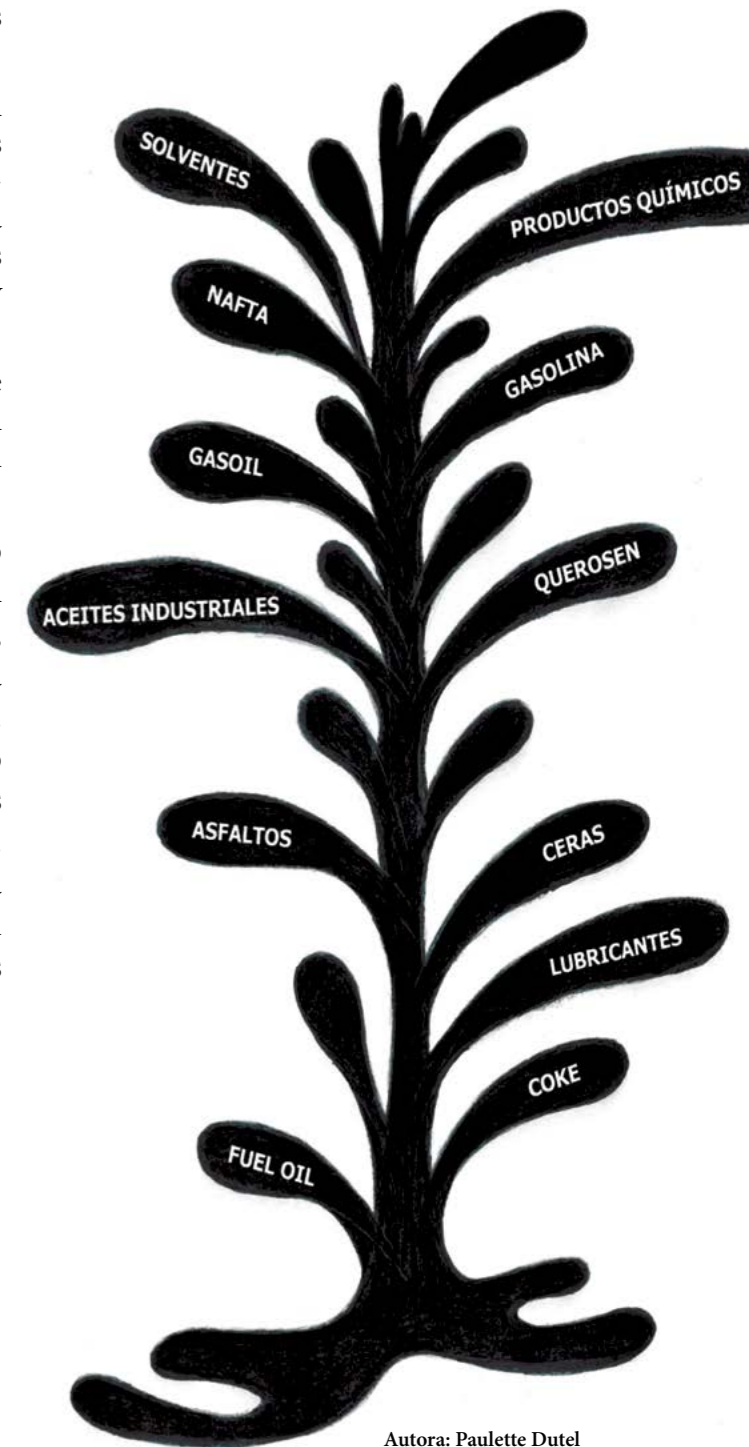 SOLVENTES
PRODUCTOS QUÍMICOS
NAFTA
GASOLINA
GASOIL
QUEROSEN
ACEITES INDUSTRIALES
ASFALTOS
CERAS
LUBRICANTES
COKE
FUEL OIL
Autora: Paulette Dutel